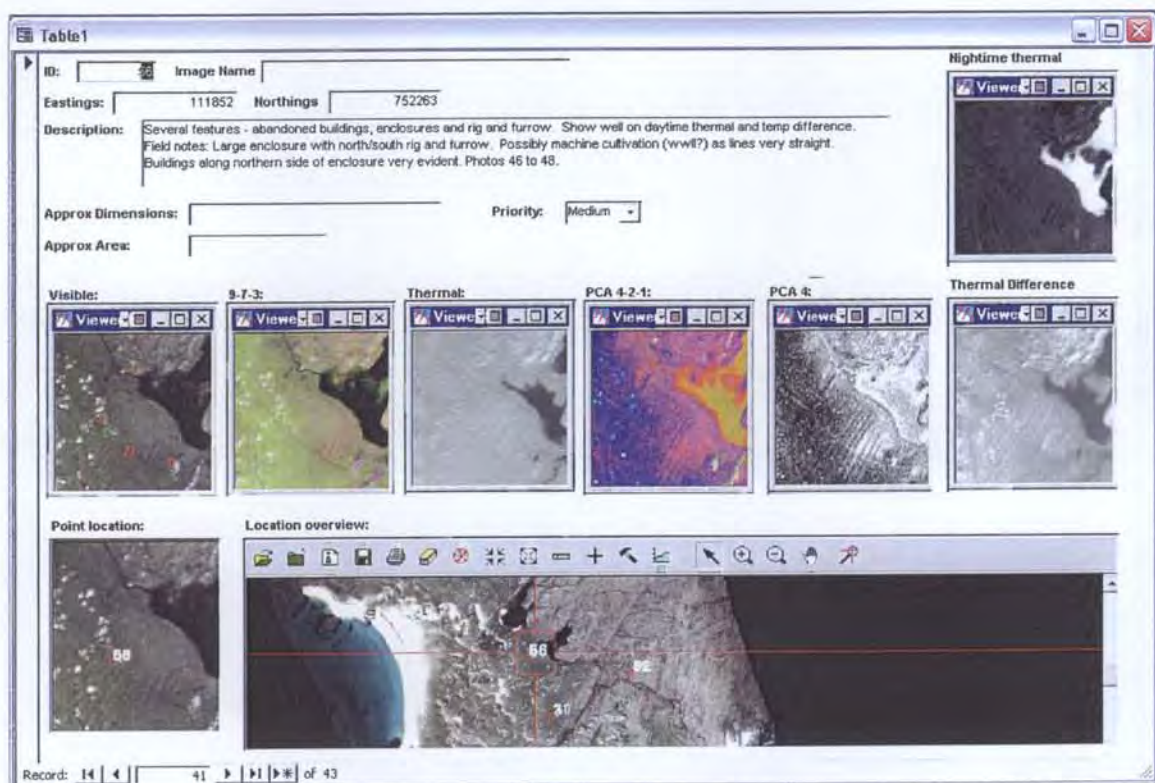 Table1
ID: Image Name
Nightime thermal
Viewer
Eastings: 111852 Northings 752263
Description: Several features - abandoned buildings, enclosures and rig and furrow. Show well on daytime thermal and temp difference.
Field notes: Large enclosure with north/south rig and furrow. Possibly machine cultivation (wwII?) as lines very straight.
Buildings along northern side of enclosure very evident. Photos 46 to 48.
Approx Dimensions: Priority: Medium
Approx Area:
Visible: 9-7-3: Thermal: PCA 4-2-1: PCA 4: Thermal Difference
Viewer Viewer Viewer Viewer Viewer Viewer
Point location: Location overview:
Record: 41 of 43